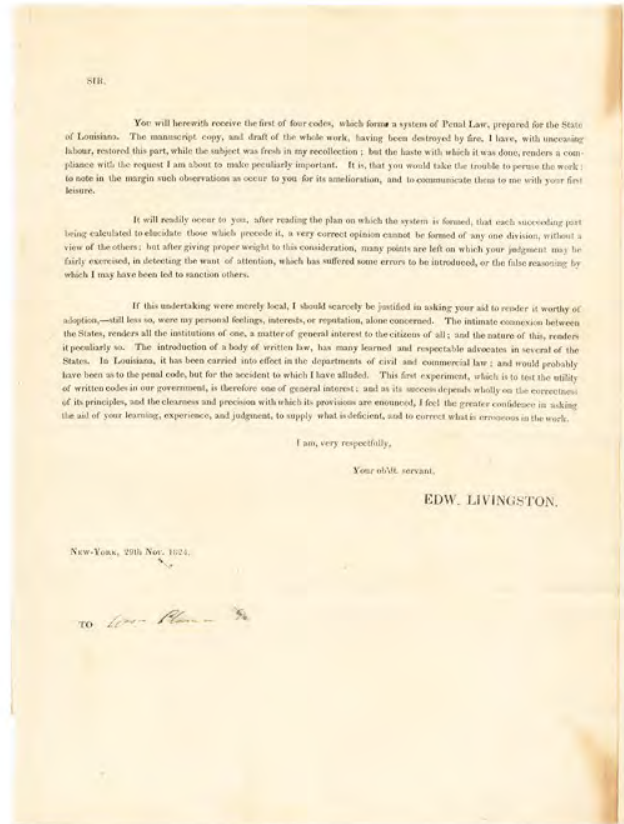 SIR.
You will herewith receive the first of four codes, which forms a system of Penal Law, prepared for the State
of Louisiana. The manuscript copy, and draft of the whole work, having been destroyed by fire, I have, with unceasing
labour, restored this part, while the subject was fresh in my recollection; but the haste with which it was done, renders a com-
pliance with the request I am about to make peculiarly important. It is, that you would take the trouble to peruse the work;
to note in the margin such observations as occur to you for its amelioration, and to communicate them to me with your first
leisure.
It will readily occur to you, after reading the plan on which the system is formed, that each succeeding part
being calculated to elucidate those which precede it, a very correct opinion cannot be formed of any one division, without a
view of the others; but after giving proper weight to this consideration, many points are left on which your judgment may be
fairly exercised, in detecting the want of attention, which has suffered some errors to be introduced, or the false reasoning by
which I may have been led to sanction others.
If this undertaking were merely local, I should scarcely be justified in asking your aid to render it worthy of
adoption,—still less so, were my personal feelings, interests, or reputation, alone concerned. The intimate connexion between
the States, renders all the institutions of one, a matter of general interest to the citizens of all; and the nature of this, renders
it peculiarly so. The introduction of a body of written law, has many learned and respectable advocates in several of the
States. In Louisiana, it has been carried into effect in the departments of civil and commercial law; and would probably
have been as to the penal code, but for the accident to which I have alluded. This first experiment, which is to test the utility
of written codes in our government, is therefore one of general interest; and as its success depends wholly on the correctness
of its principles, and the clearness and precision with which its provisions are enounced, I feel the greater confidence in asking
the aid of your learning, experience, and judgment, to supply what is deficient, and to correct what is erroneous in the work.
I am, very respectfully,
Your ob'dt. servant.
EDW. LIVINGSTON.
NEW-YORK, 29th Nov. 1824.
TO